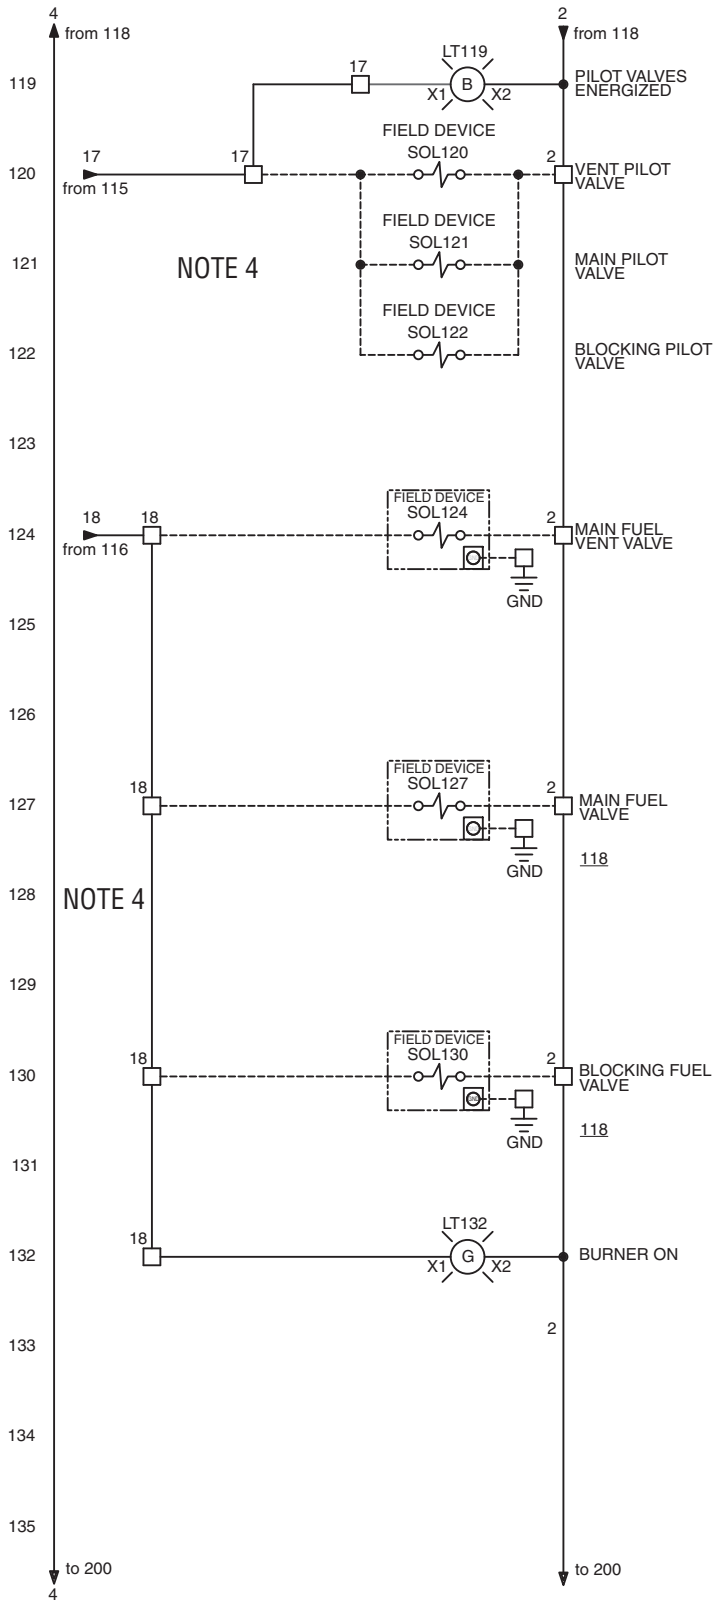 4
2
from 118
from 118
LT119
119
17
B
X1
X2
PILOT VALVES
ENERGIZED
FIELD DEVICE
SOL120
120
17
from 115
17
2
VENT PILOT
VALVE
FIELD DEVICE
SOL121
121
NOTE 4
MAIN PILOT
VALVE
FIELD DEVICE
SOL122
122
BLOCKING PILOT
VALVE
123
FIELD DEVICE
SOL124
124
18
from 116
18
2
MAIN FUEL
VENT VALVE
GND
125
126
FIELD DEVICE
SOL127
127
18
2
MAIN FUEL
VALVE
GND
118
128
NOTE 4
129
FIELD DEVICE
SOL130
130
18
2
BLOCKING FUEL
VALVE
GND
GND
118
131
LT132
132
18
G
X1
X2
BURNER ON
2
133
134
135
to 200
to 200
4